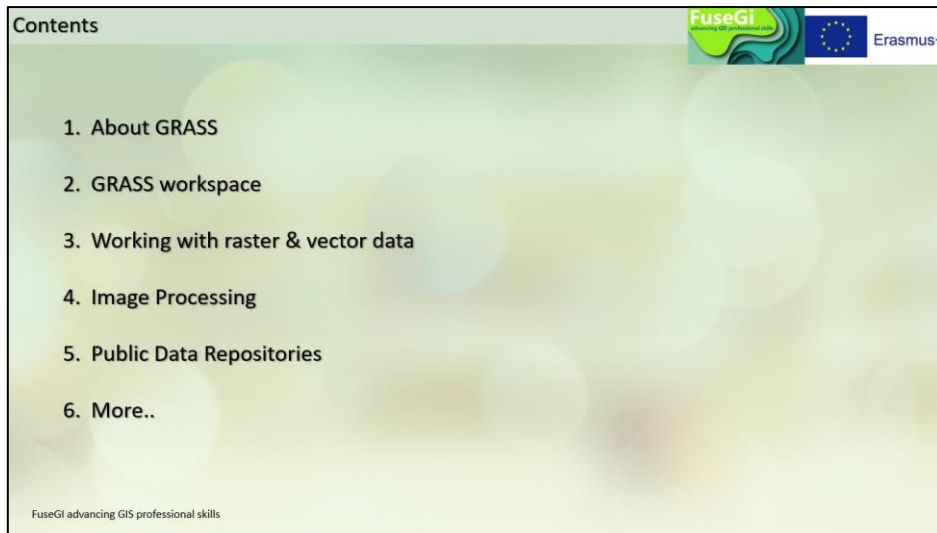 Contents
FuseGi
advancing GIS professional skills
Erasmus+
1. About GRASS
2. GRASS workspace
3. Working with raster & vector data
4. Image Processing
5. Public Data Repositories
6. More..
FuseGI advancing GIS professional skills